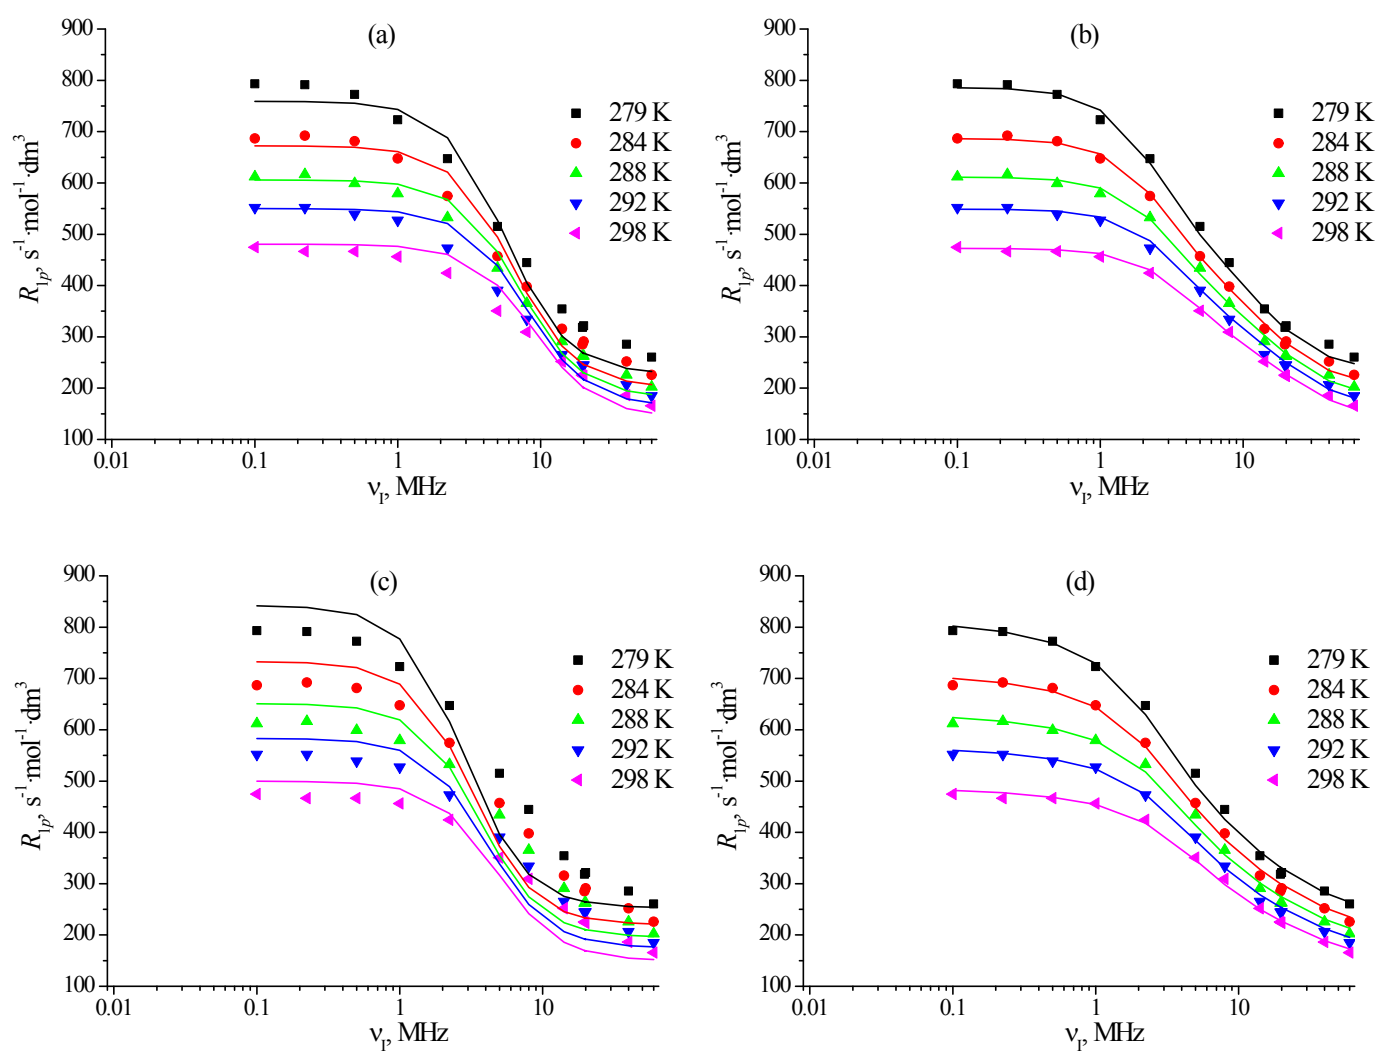 (a)
900
800
700
600
500
400
300
200
100
0.01
0.1
1
10
R1p, s⁻¹·mol⁻¹·dm³
νI, MHz
279 K
284 K
288 K
292 K
298 K
(b)
900
800
700
600
500
400
300
200
100
0.01
0.1
1
10
R1p, s⁻¹·mol⁻¹·dm³
νI, MHz
279 K
284 K
288 K
292 K
298 K
(c)
900
800
700
600
500
400
300
200
100
0.01
0.1
1
10
R1p, s⁻¹·mol⁻¹·dm³
νI, MHz
279 K
284 K
288 K
292 K
298 K
(d)
900
800
700
600
500
400
300
200
100
0.01
0.1
1
10
R1p, s⁻¹·mol⁻¹·dm³
νI, MHz
279 K
284 K
288 K
292 K
298 K